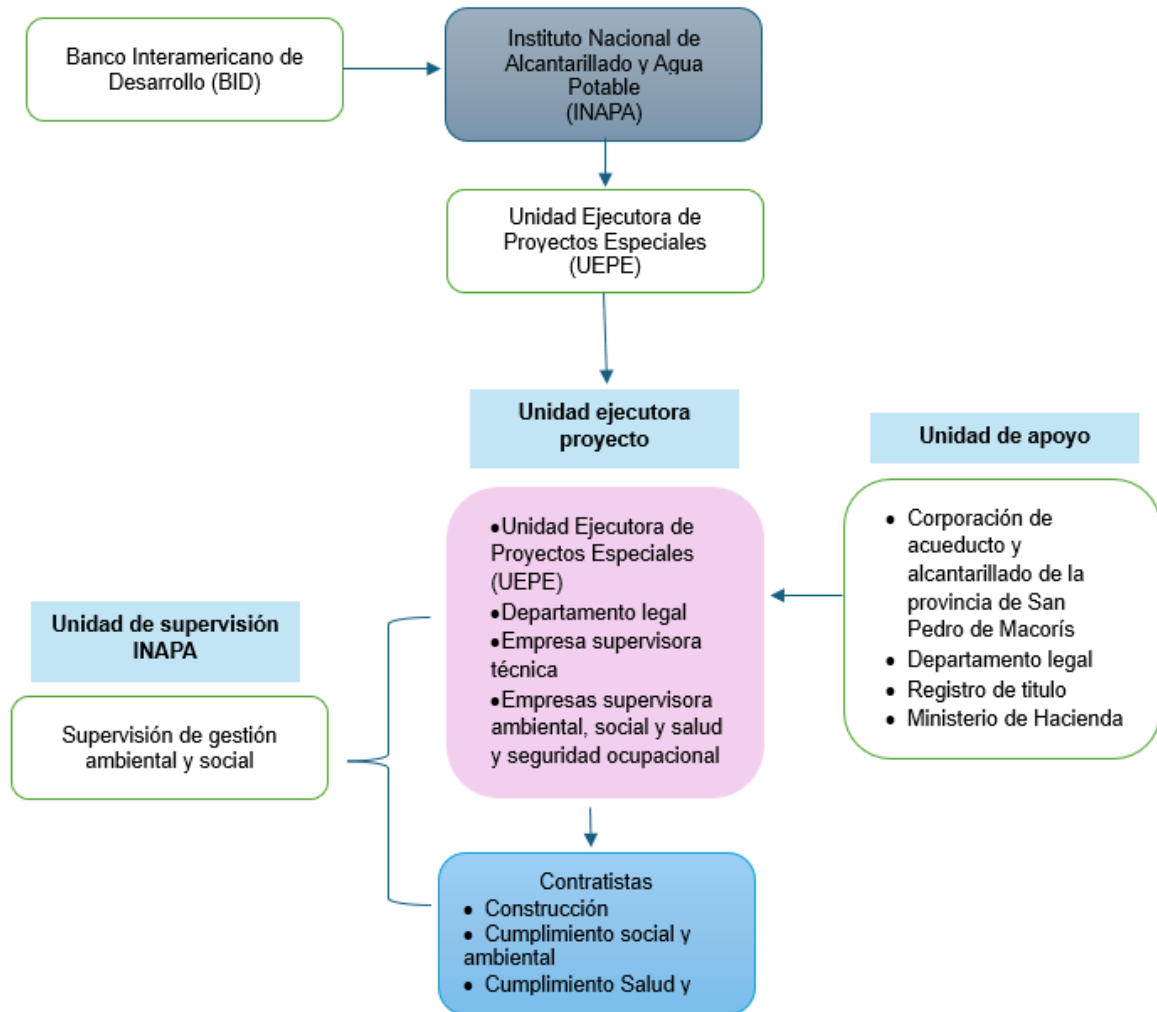 Banco Interamericano de
Desarrollo (BID)
Instituto Nacional de
Alcantarillado y Agua
Potable
(INAPA)
Unidad Ejecutora de
Proyectos Especiales
(UEPE)
Unidad ejecutora
proyecto
Unidad de apoyo
•Unidad Ejecutora de
Proyectos Especiales
(UEPE)
•Departamento legal
•Empresa supervisora
técnica
•Empresas supervisora
ambiental, social y salud
y seguridad ocupacional
• Corporación de
acueducto y
alcantarillado de la
provincia de San
Pedro de Macorís
• Departamento legal
• Registro de titulo
• Ministerio de Hacienda
Unidad de supervisión
INAPA
Supervisión de gestión
ambiental y social
Contratistas
• Construcción
• Cumplimiento social y
ambiental
• Cumplimiento Salud y